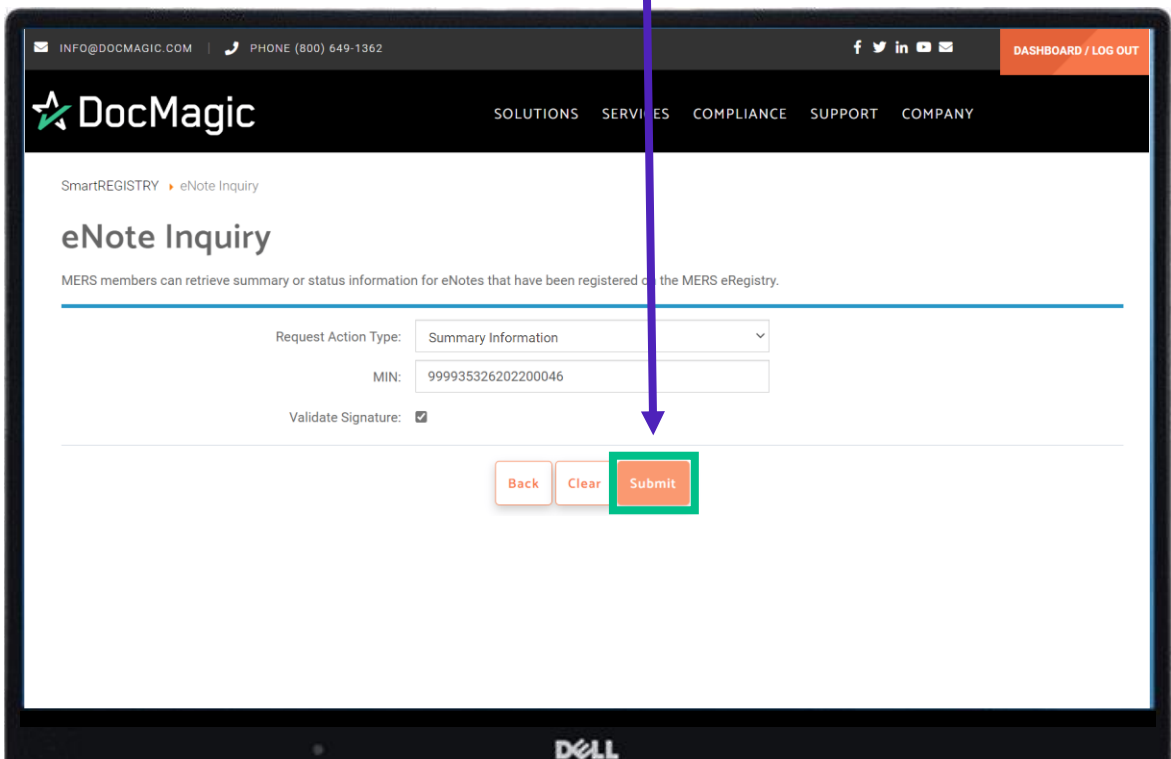 INFO@DOCMAGIC.COM | PHONE (800) 649-1362 DASHBOARD / LOG OUT
DocMagic SOLUTIONS SERVICES COMPLIANCE SUPPORT COMPANY
SmartREGISTRY eNote Inquiry
eNote Inquiry
MERS members can retrieve summary or status information for eNotes that have been registered on the MERS eRegistry.
Request Action Type: Summary Information
MIN: 999935326202200046
Validate Signature:
Back Clear Submit
DELL